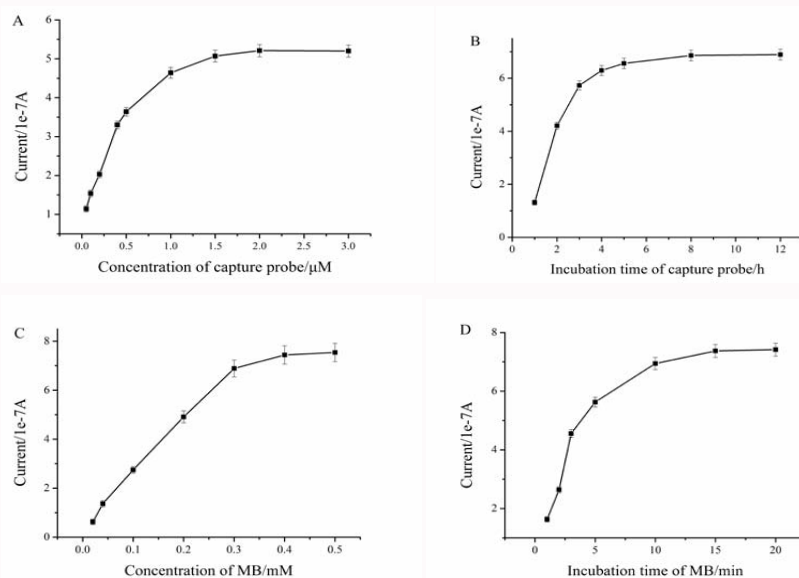 A
6
5
4
3
2
1
Current/1e-7A
0.0 0.5 1.0 1.5 2.0 2.5 3.0
Concentration of capture probe/μM
B
6
4
2
0
Current/1e-7A
0 2 4 6 8 10 12
Incubation time of capture probe/h
C
8
6
4
2
0
Current/1e-7A
0.0 0.1 0.2 0.3 0.4 0.5
Concentration of MB/mM
D
8
6
4
2
Current/1e-7A
0 5 10 15 20
Incubation time of MB/min